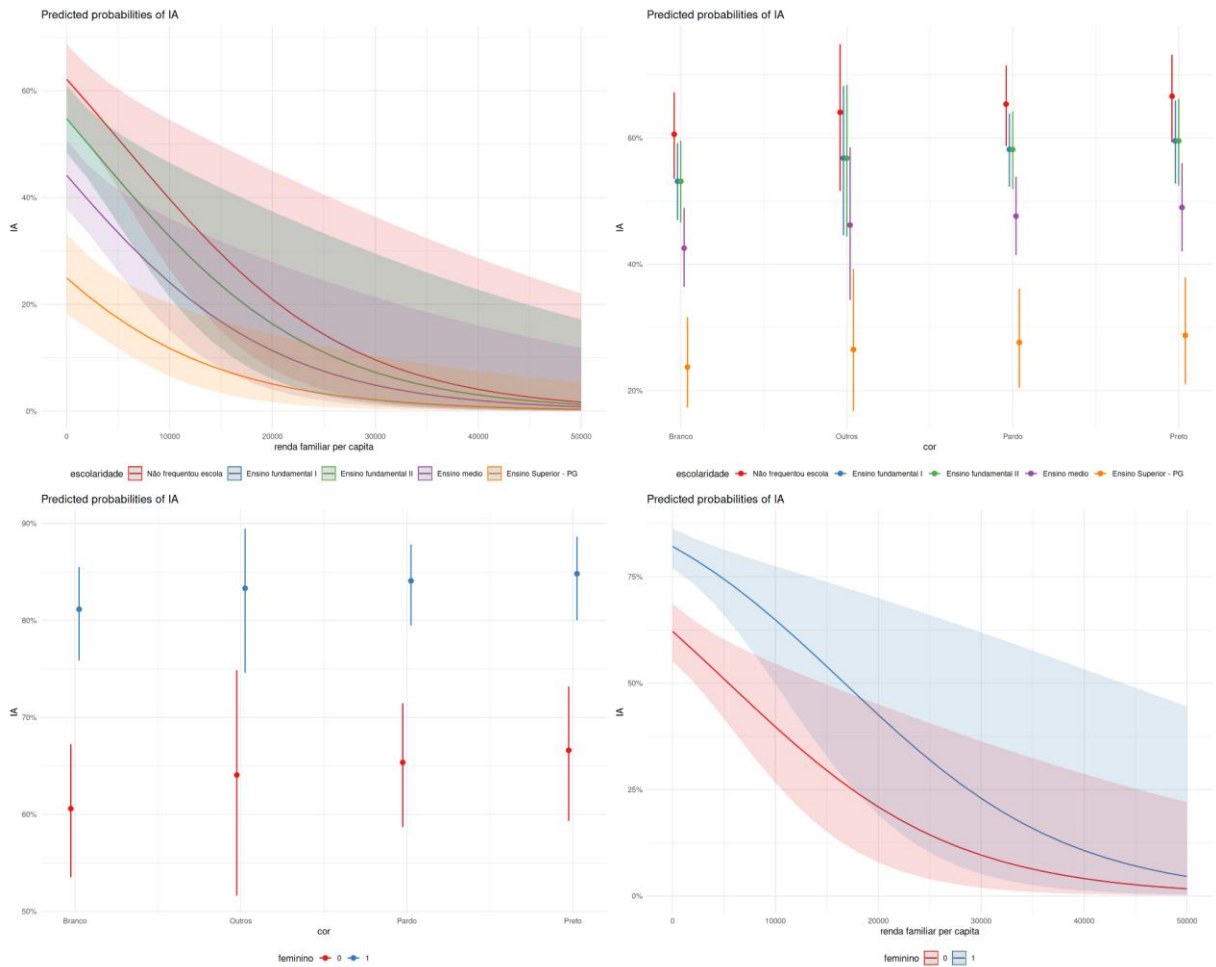 Predicted probabilities of IA
60%
40%
20%
0%
IA
0 10000 20000 30000 40000 50000
renda familiar per capita
escolaridade Não frequentou escola Ensino fundamental I Ensino fundamental II Ensino medio Ensino Superior - PG
Predicted probabilities of IA
60%
40%
20%
IA
Branco Outros Pardo Preto
cor
escolaridade Não frequentou escola Ensino fundamental I Ensino fundamental II Ensino medio Ensino Superior - PG
Predicted probabilities of IA
90%
80%
70%
60%
50%
IA
Branco Outros Pardo Preto
cor
feminino 0 1
Predicted probabilities of IA
75%
50%
25%
0%
IA
0 10000 20000 30000 40000 50000
renda familiar per capita
feminino 0 1